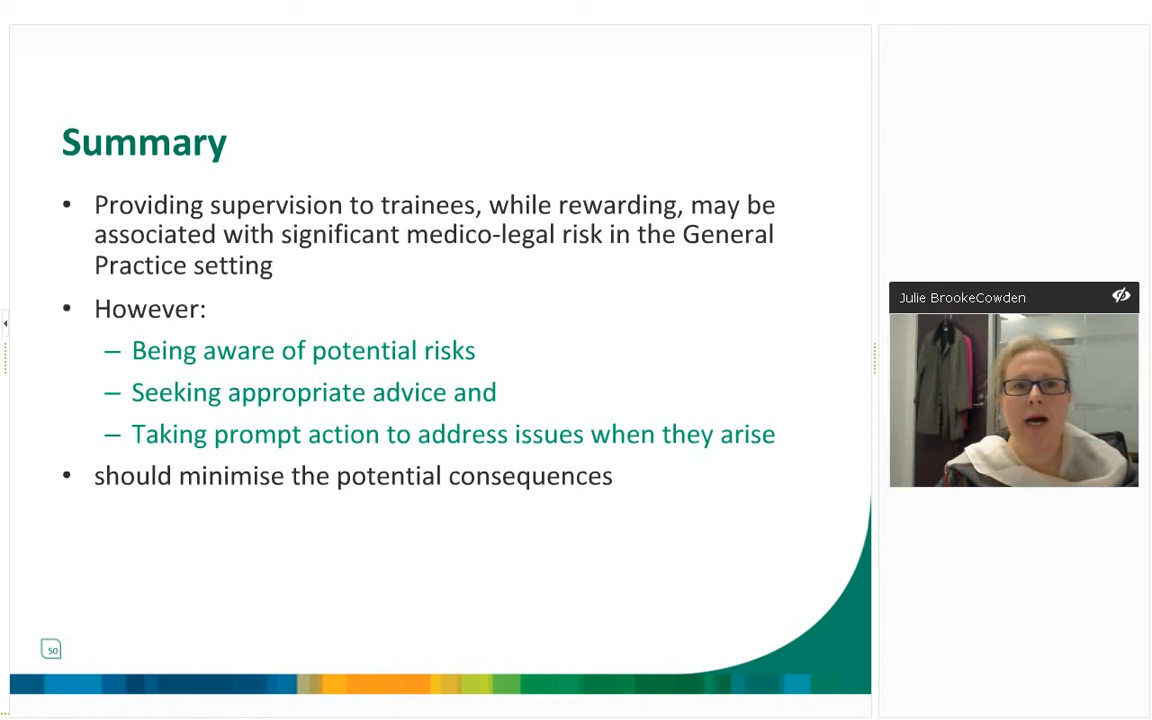 Summary
• Providing supervision to trainees, while rewarding, may be
associated with significant medico-legal risk in the General
Practice setting
• However:
– Being aware of potential risks
– Seeking appropriate advice and
– Taking prompt action to address issues when they arise
• should minimise the potential consequences
50
Julie BrookeCowden